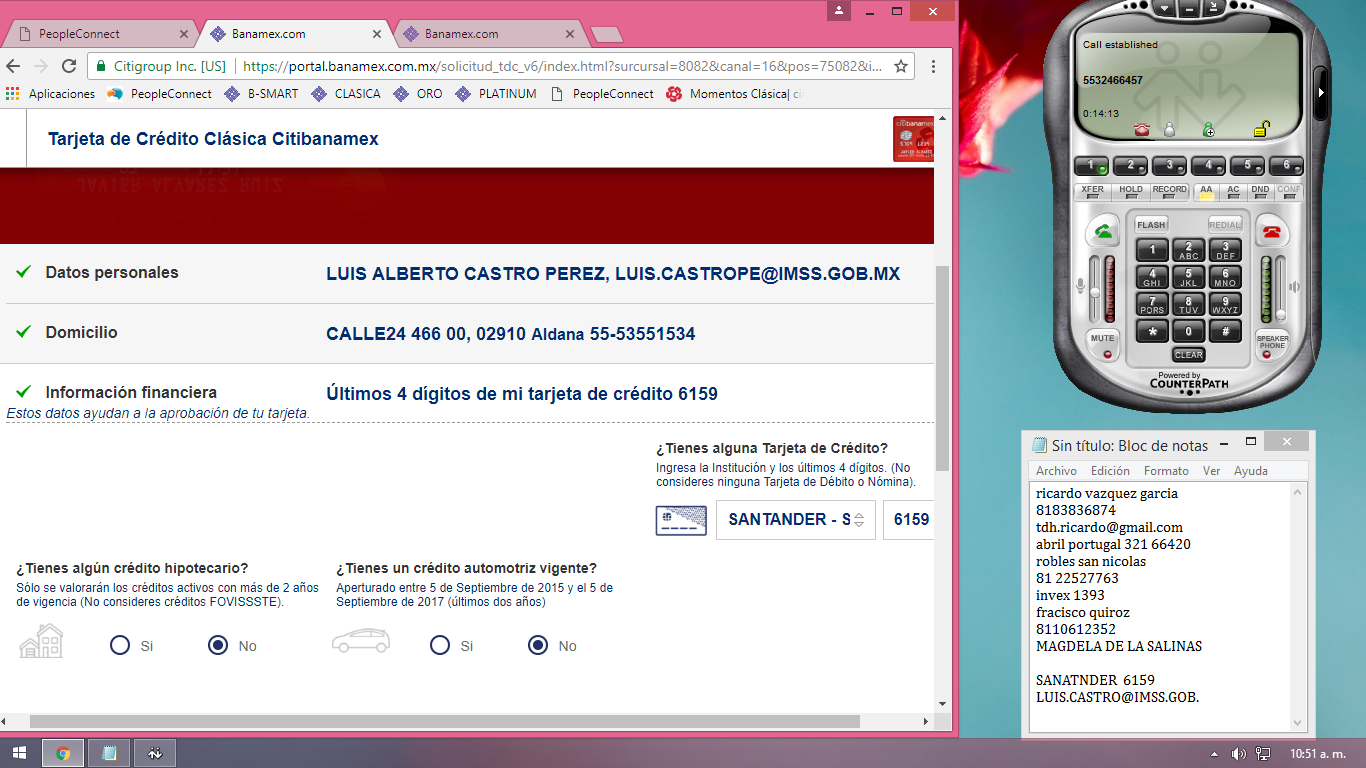 PeopleConnect
Banamex.com
Banamex.com
Citigroup Inc. [US]
https://portal.banamex.com.mx/solicitud_tdc_v6/index.html?sursursal=8082&canal=16&pos=75082&i...
Aplicaciones PeopleConnect B-SMART CLASICA ORO PLATINUM PeopleConnect Momentos Clásica| ci
Tarjeta de Crédito Clásica Citibanamex
citibanamex
JAVIER ALVAREZ RUIZ
Datos personales
LUIS ALBERTO CASTRO PEREZ, LUIS.CASTROPE@IMSS.GOB.MX
Domicilio
CALLE24 466 00, 02910 Aldana 55-53551534
Información financiera
Últimos 4 dígitos de mi tarjeta de crédito 6159
Estos datos ayudan a la aprobación de tu tarjeta.
¿Tienes alguna Tarjeta de Crédito?
Ingresa la Institución y los últimos 4 dígitos. (No
consideres ninguna Tarjeta de Débito o Nómina).
SANTANDER - S
6159
¿Tienes algún crédito hipotecario?
Sólo se valorarán los créditos activos con más de 2 años
de vigencia (No consideres créditos FOVISSSTE).
Si
No
¿Tienes un crédito automotriz vigente?
Aperturado entre 5 de Septiembre de 2015 y el 5 de
Septiembre de 2017 (últimos dos años)
Si
No
Call established
5532466457
0:14:13
1 2 3 4 5 6
XFER HOLD RECORD AA AC DND CONF
FLASH REDIAL
1 2 ABC 3 DEF
4 GHI 5 JKL 6 MNO
7 PQRS 8 TUV 9 WXYZ
* 0 #
MUTE
CLEAR
SPEAKER
PHONE
Powered by
COUNTERPATH
Sin título: Bloc de notas
Archivo Edición Formato Ver Ayuda
ricardo vazquez garcia
8183836874
tdh.ricardo@gmail.com
abril portugal 321 66420
robles san nicolas
81 22527763
invex 1393
fracisco quiroz
8110612352
MAGDELA DE LA SALINAS
SANATNDER 6159
LUIS.CASTRO@IMSS.GOB.
10:51 a. m.